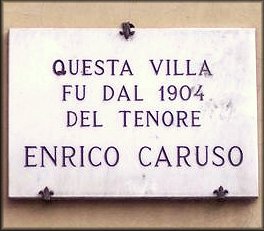 QUESTA VILLA
FU DAL 1904
DEL TENORE
ENRICO CARUSO